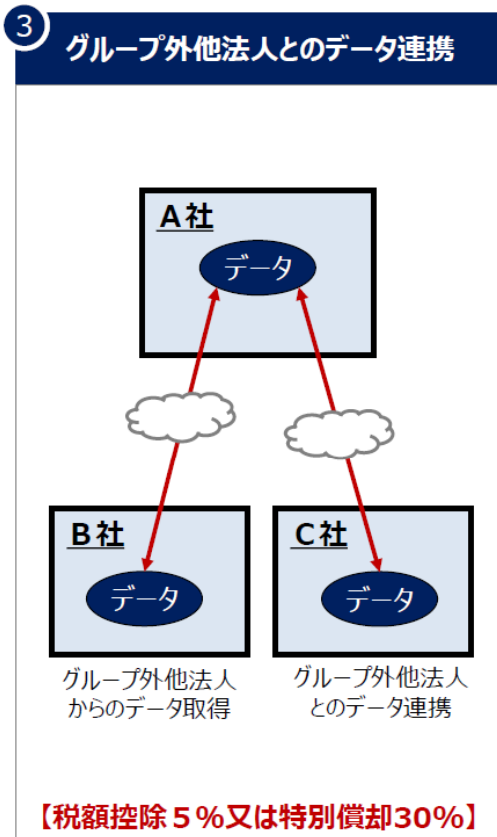 3
グループ外他法人とのデータ連携
A社
データ
B社
データ
C社
データ
グループ外他法人
からのデータ取得
グループ外他法人
とのデータ連携
【税額控除５％又は特別償却30％】